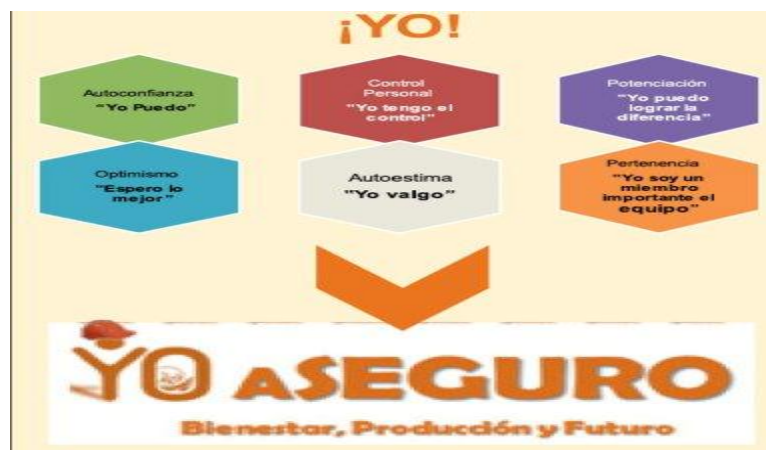 ¡YO!
Autoconfianza
"Yo Puedo"
Control
Personal
"Yo tengo el
control"
Potenciación
"Yo puedo
lograr la
diferencia"
Optimismo
"Espero lo
mejor"
Autoestima
"Yo valgo"
Pertenencia
"Yo soy un
miembro
importante el
equipo"
YO ASEGURO
Bienestar, Producción y Futuro